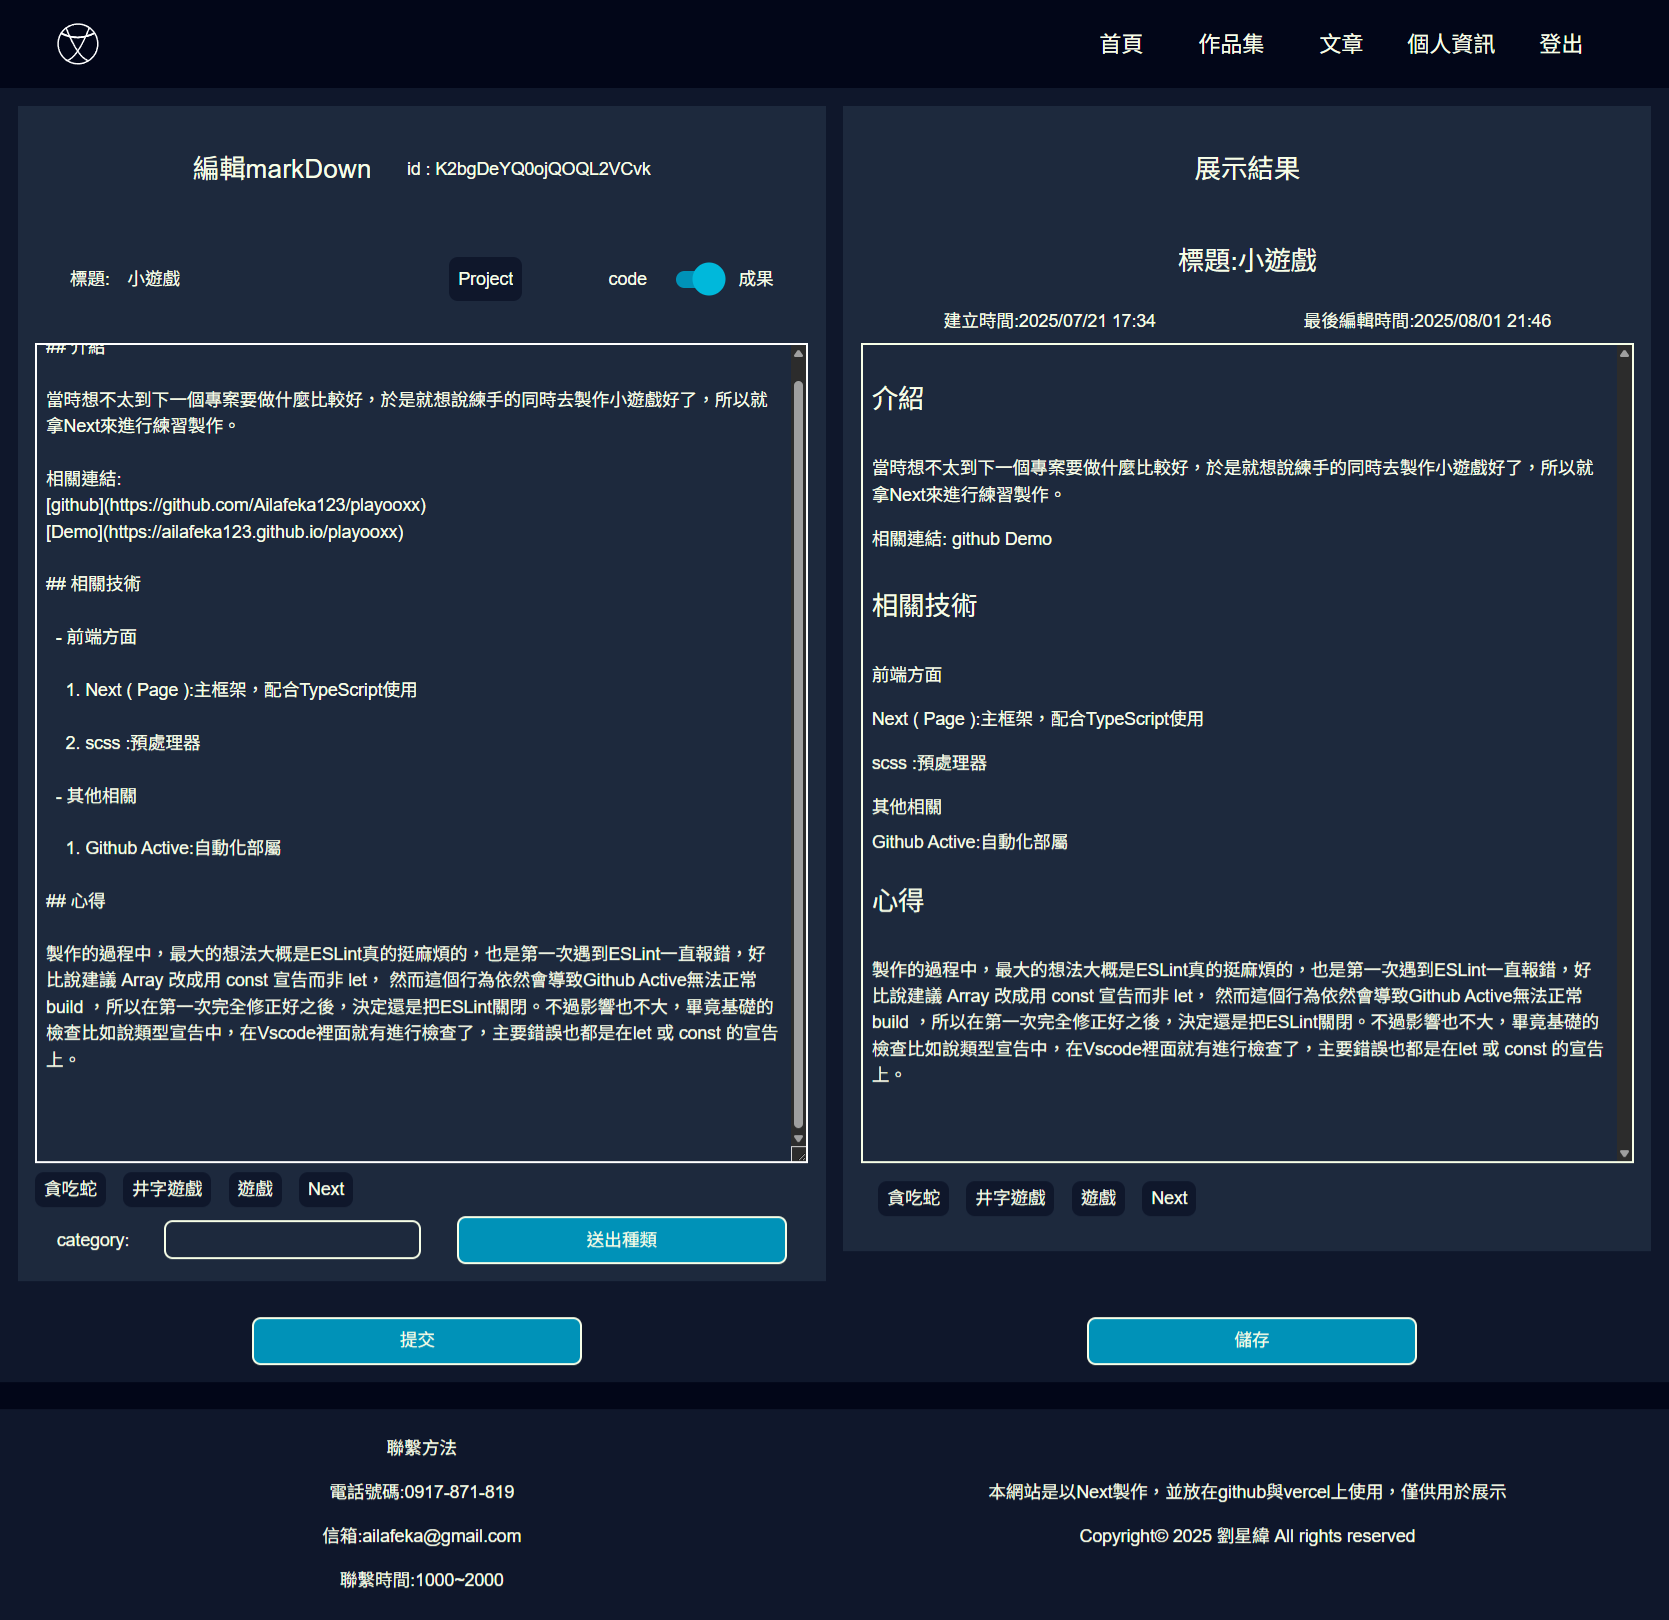 首頁 作品集 文章 個人資訊 登出
編輯markDown id : K2bgDeYQ0ojQOQL2VCvk
標題: 小遊戲 Project code 成果
## 介紹
當時想不太到下一個專案要做什麼比較好，於是就想說練手的同時去製作小遊戲好了，所以就
拿Next來進行練習製作。
相關連結:
[github](https://github.com/Ailafeka123/playooxx)
[Demo](https://ailafeka123.github.io/playooxx)
## 相關技術
- 前端方面
1. Next ( Page ):主框架，配合TypeScript使用
2. scss :預處理器
- 其他相關
1. Github Active:自動化部屬
## 心得
製作的過程中，最大的想法大概是ESLint真的挺麻煩的，也是第一次遇到ESLint一直報錯，好
比說建議 Array 改成用 const 宣告而非 let， 然而這個行為依然會導致Github Active無法正常
build ，所以在第一次完全修正好之後，決定還是把ESLint關閉。不過影響也不大，畢竟基礎的
檢查比如說類型宣告中，在Vscode裡面就有進行檢查了，主要錯誤也都是在let 或 const 的宣告
上。
貪吃蛇 井字遊戲 遊戲 Next
category: 送出種類
提交
展示結果
標題:小遊戲
建立時間:2025/07/21 17:34 最後編輯時間:2025/08/01 21:46
介紹
當時想不太到下一個專案要做什麼比較好，於是就想說練手的同時去製作小遊戲好了，所以就
拿Next來進行練習製作。
相關連結: github Demo
相關技術
前端方面
Next ( Page ):主框架，配合TypeScript使用
scss :預處理器
其他相關
Github Active:自動化部屬
心得
製作的過程中，最大的想法大概是ESLint真的挺麻煩的，也是第一次遇到ESLint一直報錯，好
比說建議 Array 改成用 const 宣告而非 let， 然而這個行為依然會導致Github Active無法正常
build ，所以在第一次完全修正好之後，決定還是把ESLint關閉。不過影響也不大，畢竟基礎的
檢查比如說類型宣告中，在Vscode裡面就有進行檢查了，主要錯誤也都是在let 或 const 的宣告
上。
貪吃蛇 井字遊戲 遊戲 Next
儲存
聯繫方法
電話號碼:0917-871-819
信箱:ailafeka@gmail.com
聯繫時間:1000~2000
本網站是以Next製作，並放在github與vercel上使用，僅供用於展示
Copyright© 2025 劉星緯 All rights reserved